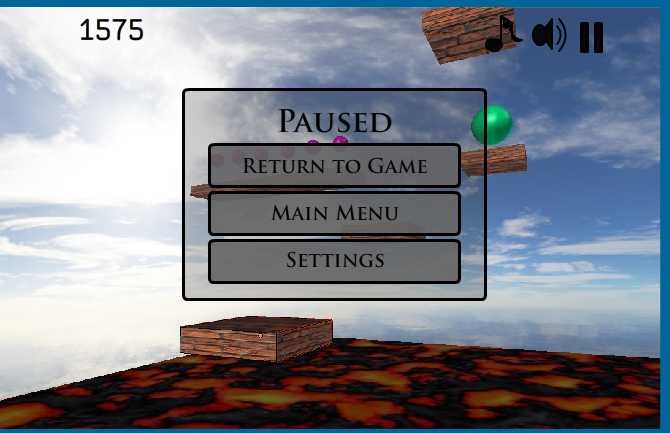 1575
Paused
Return to Game
Main Menu
Settings